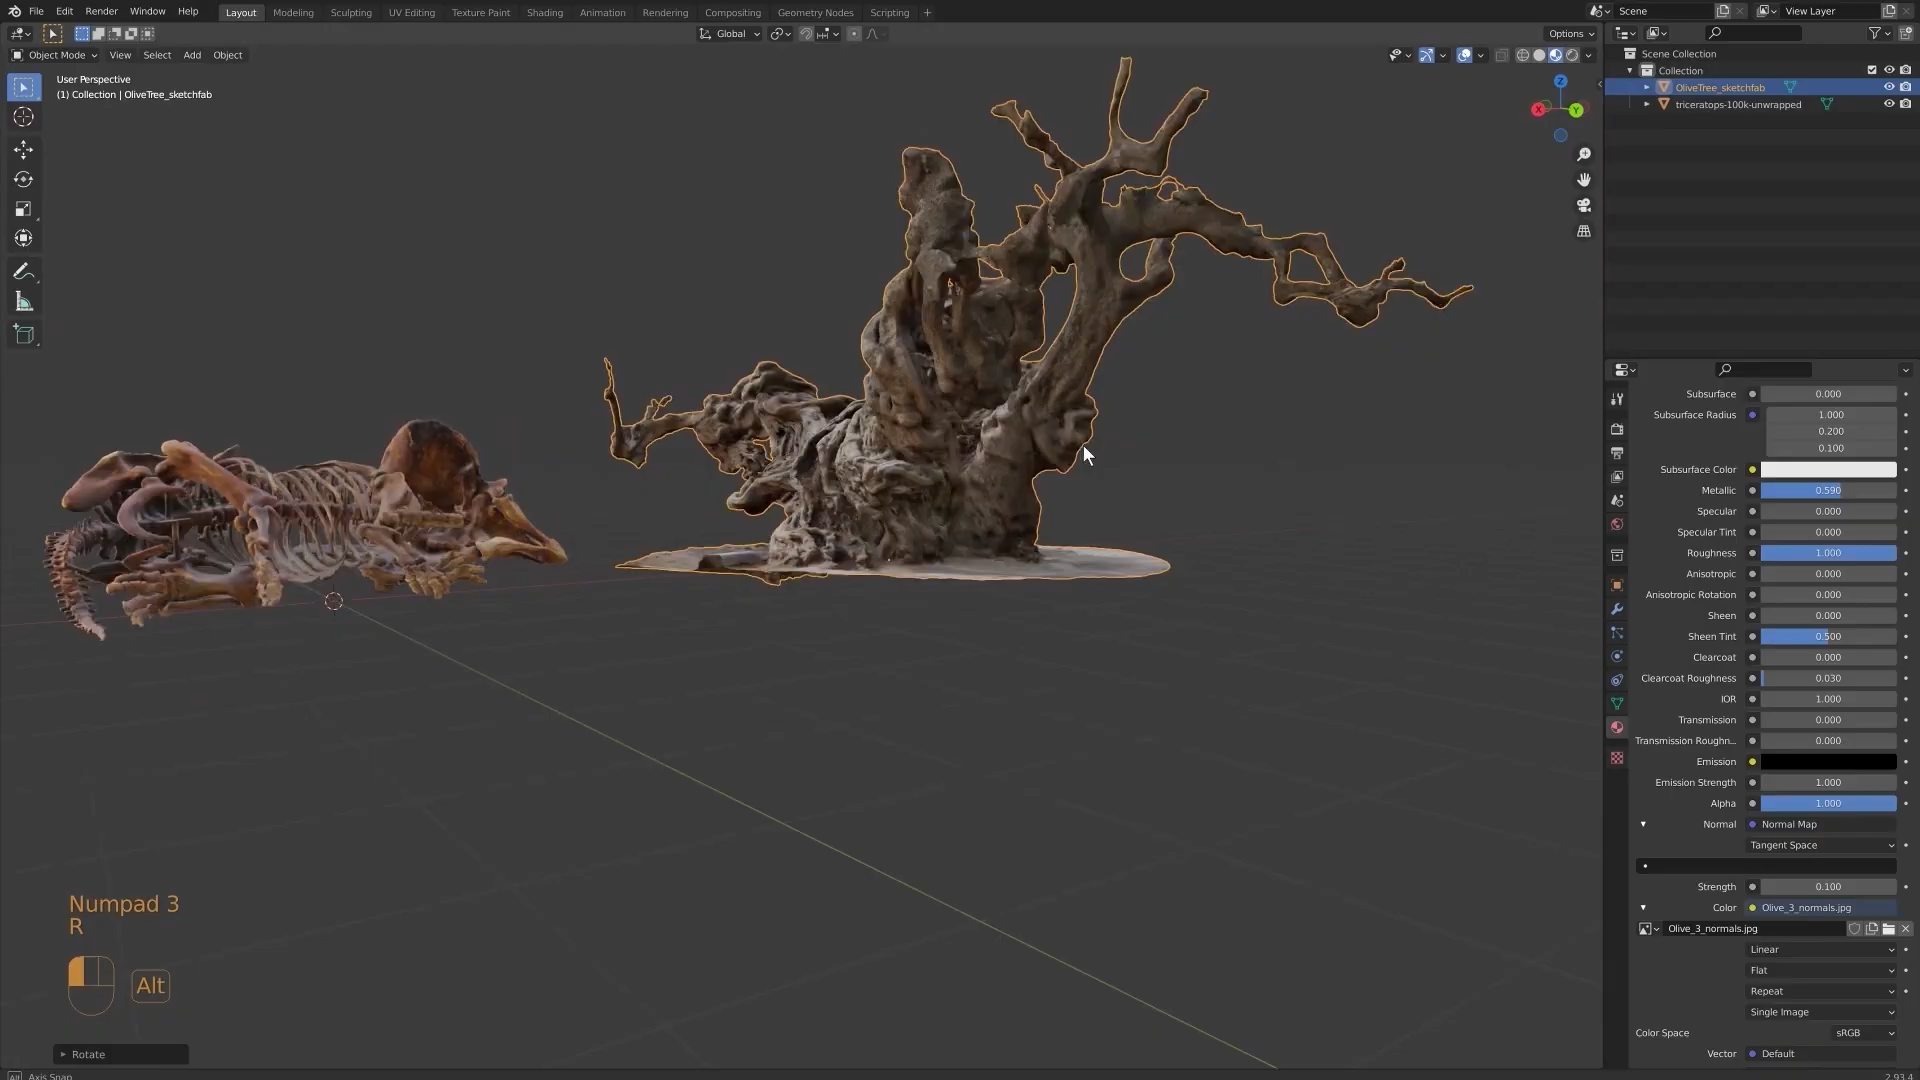 File Edit Render Window Help Layout Modeling Sculpting UV Editing Texture Paint Shading Animation Rendering Compositing Geometry Nodes Scripting + Scene View Layer
Global Options
Object Mode View Select Add Object
User Perspective
(1) Collection | OliveTree_sketchfab
Z
X
Y
Scene Collection
Collection
OliveTree_sketchfab
triceratops-100k-unwrapped
Subsurface 0.000
Subsurface Radius 1.000
0.200
0.100
Subsurface Color
Metallic 0.590
Specular 0.000
Specular Tint 0.000
Roughness 1.000
Anisotropic 0.000
Anisotropic Rotation 0.000
Sheen 0.000
Sheen Tint 0.500
Clearcoat 0.000
Clearcoat Roughness 0.030
IOR 1.000
Transmission 0.000
Transmission Roughn... 0.000
Emission
Emission Strength 1.000
Alpha 1.000
Normal Normal Map
Tangent Space
Strength 0.100
Color Olive_3_normals.jpg
Olive_3_normals.jpg
Linear
Flat
Repeat
Single Image
Color Space sRGB
Vector Default
Numpad 3
R
Alt
Rotate
Alt Axis Snap
2.93.4